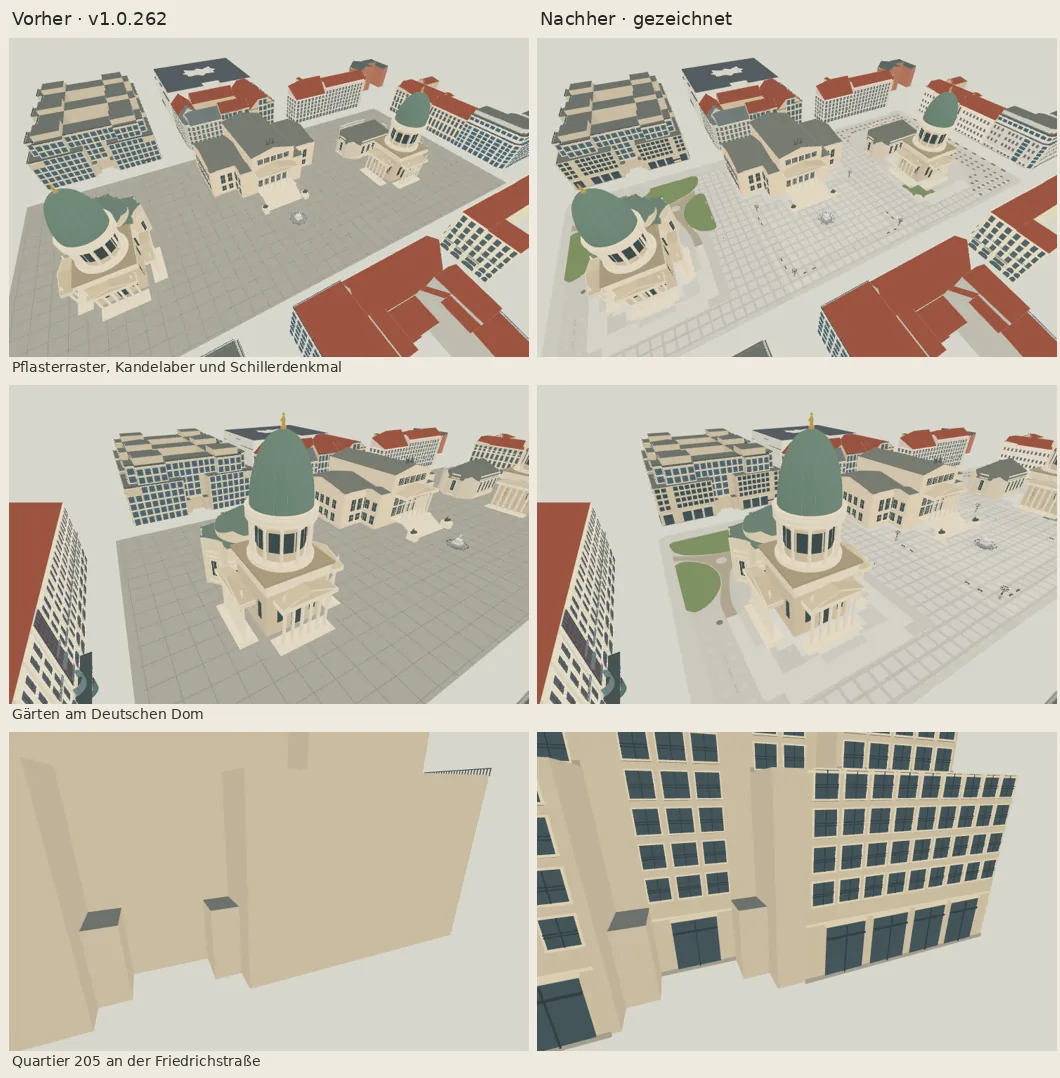 Vorher · v1.0.262
Nachher · gezeichnet
Pflasterraster, Kandelaber und Schillerdenkmal
Gärten am Deutschen Dom
Quartier 205 an der Friedrichstraße